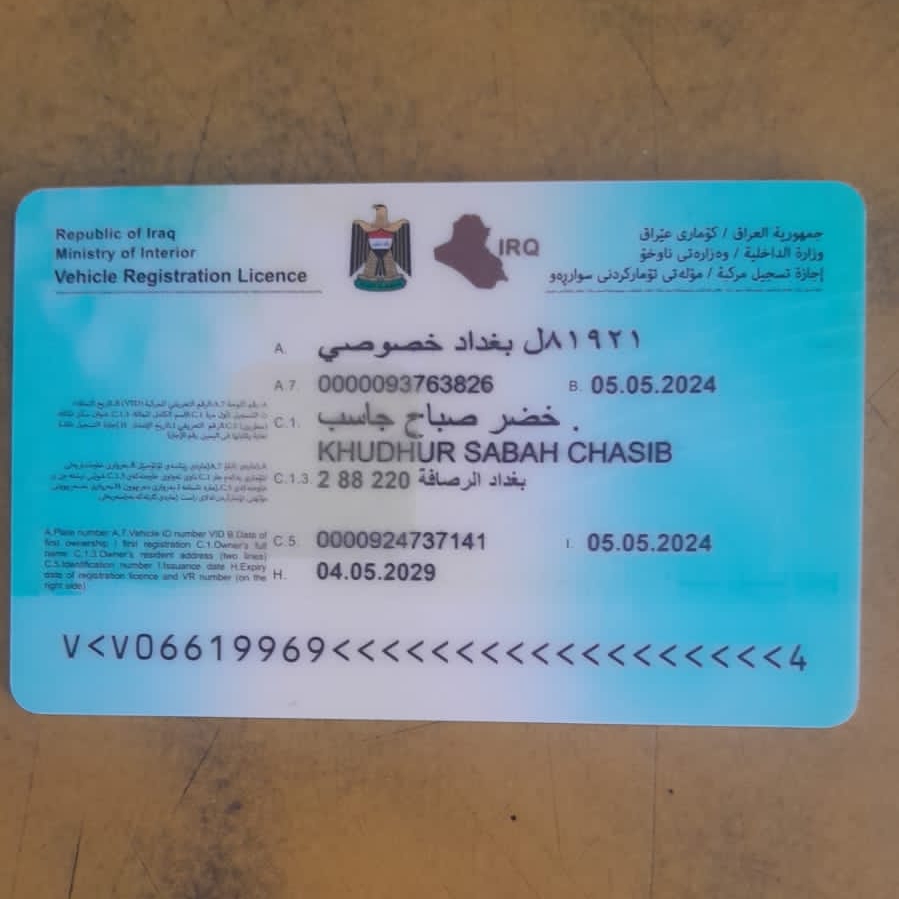 Republic of Iraq
Ministry of Interior
Vehicle Registration Licence
IRQ
جمهورية العراق / كۆماری عێراق
وزارة الداخلية / وەزارەتی ناوخۆ
إجازة تسجيل مركبة / مۆڵەتی تۆمارکردنی سواڕەو
A. ٨١٩٢١ل بغداد خصوصي
A 7. 0000093763826 B. 05.05.2024
C.1. خضر صباح جاسب .
KHUDHUR SABAH CHASIB
C.1.3. 2 88 220 بغداد الرصافة
A.Plate number A.7.Vehicle ID number VID B.Date of
first ownership / first registration C.1.Owner's full
name C.1.3.Owner's resident address (two lines)
C.5.Identification number I.Issuance date H.Expiry
date of registration licence and VR number (on the
right side)
C.5. 0000924737141 I. 05.05.2024
H. 04.05.2029
V<V06619969<<<<<<<<<<<<<<<<<<<4